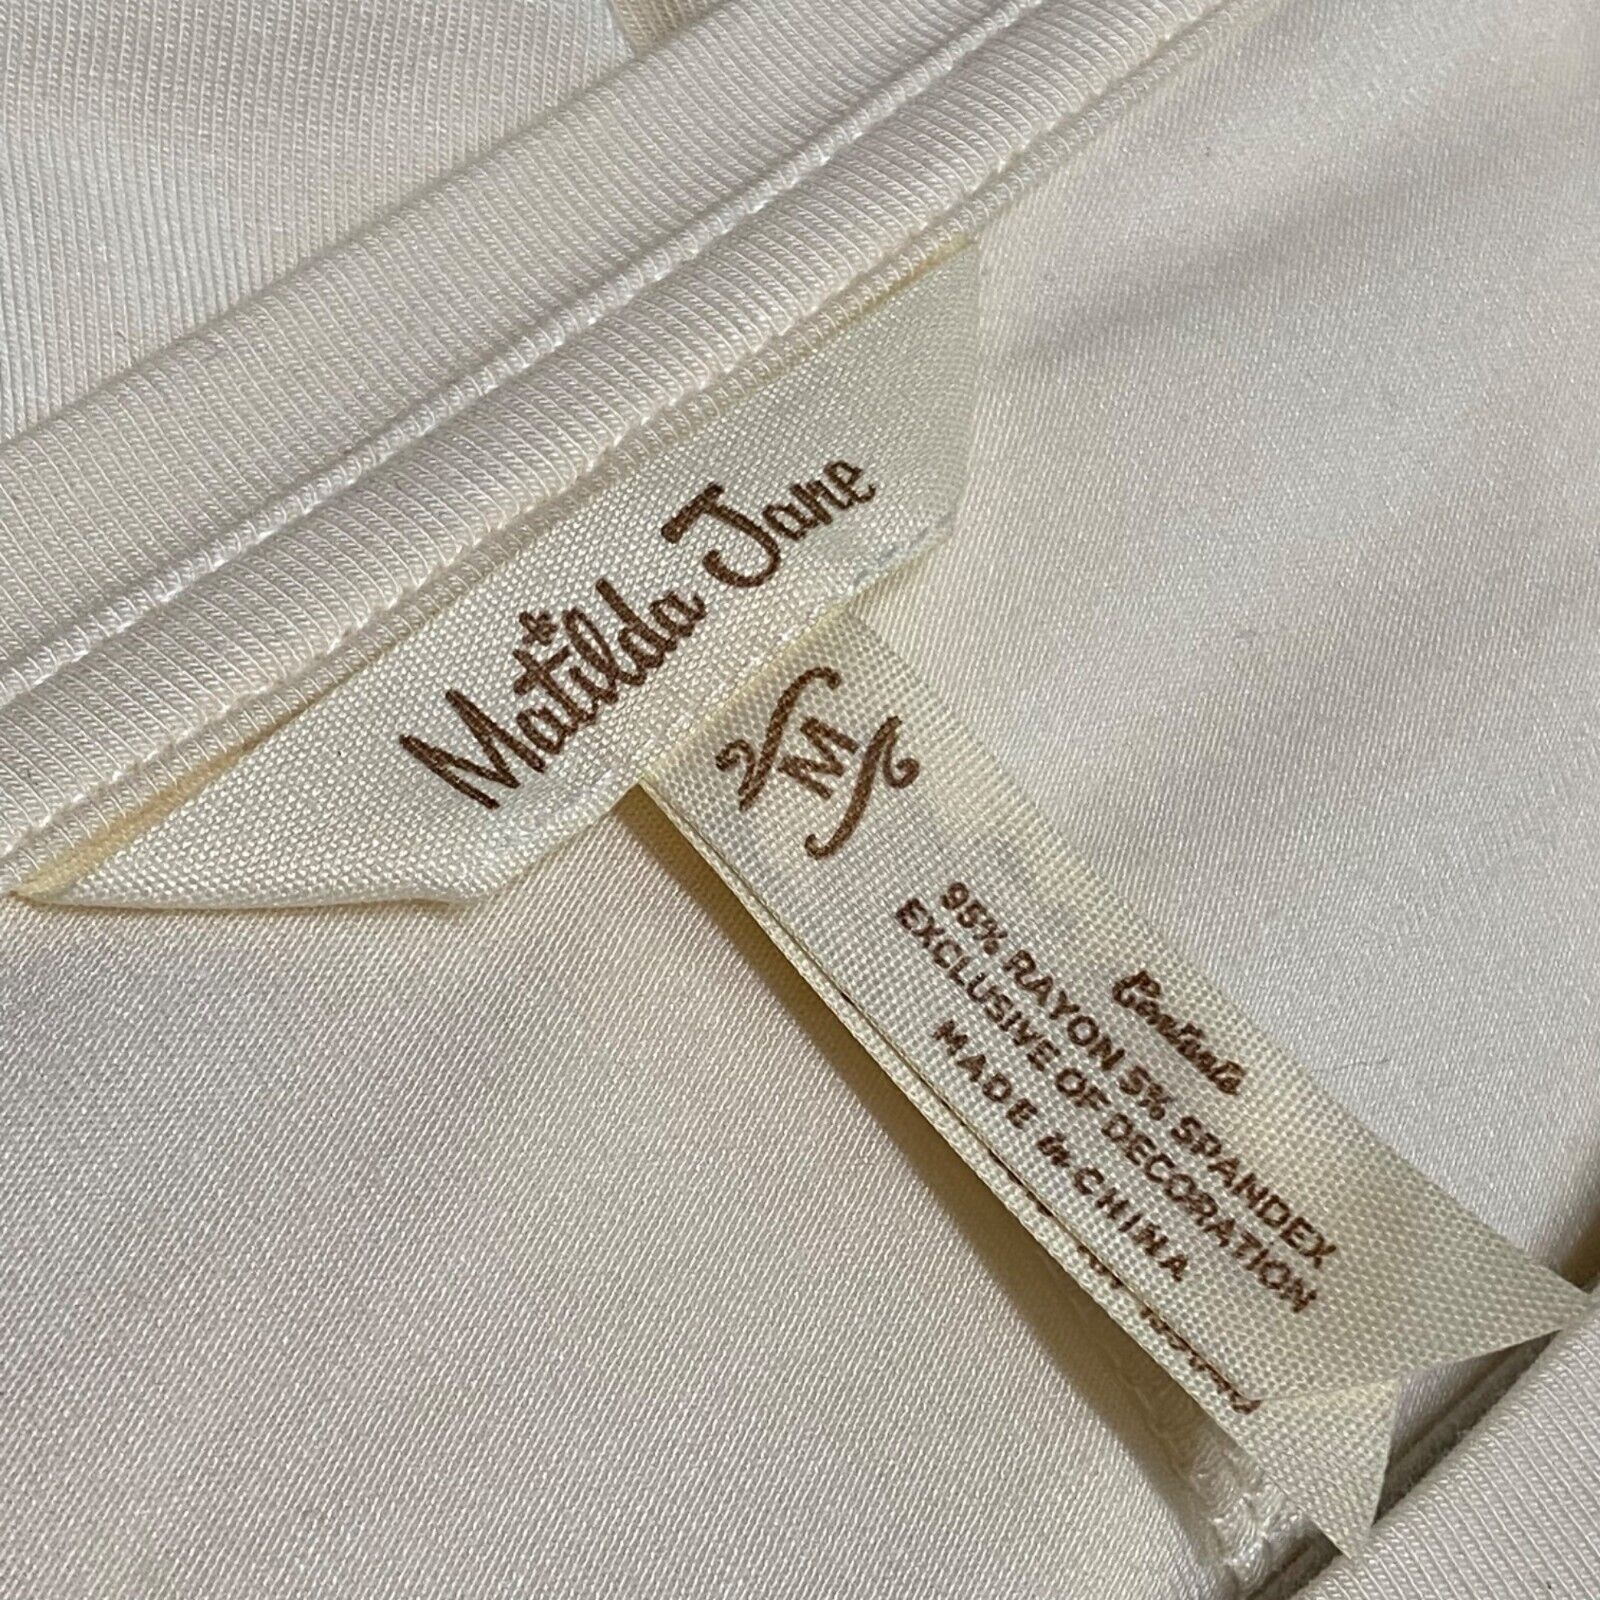 Matilda Jane
M
Contents
95% RAYON 5% SPANDEX
EXCLUSIVE OF DECORATION
MADE in CHINA